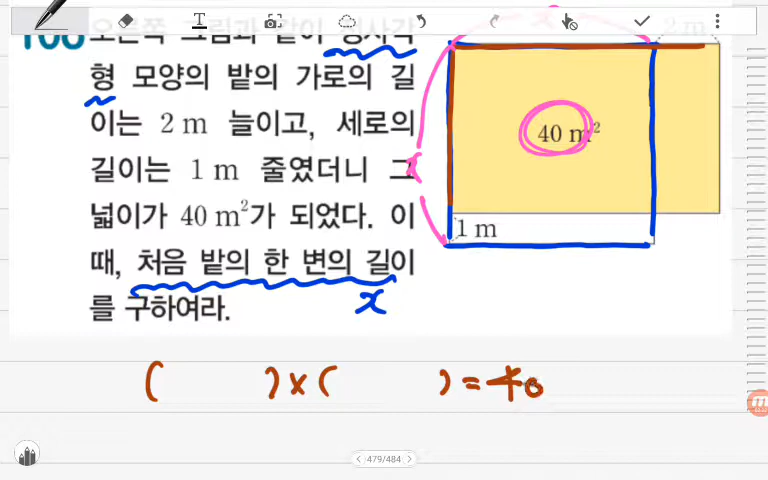 106 오른쪽 그림과 같이 정사각
형 모양의 밭의 가로의 길
이는 2 m 늘이고, 세로의
길이는 1 m 줄였더니 그
넓이가 40 m²가 되었다. 이
때, 처음 밭의 한 변의 길이
를 구하여라.
x
x
2 m
x
40 m²
1 m
(       )×(       )=40
479/484